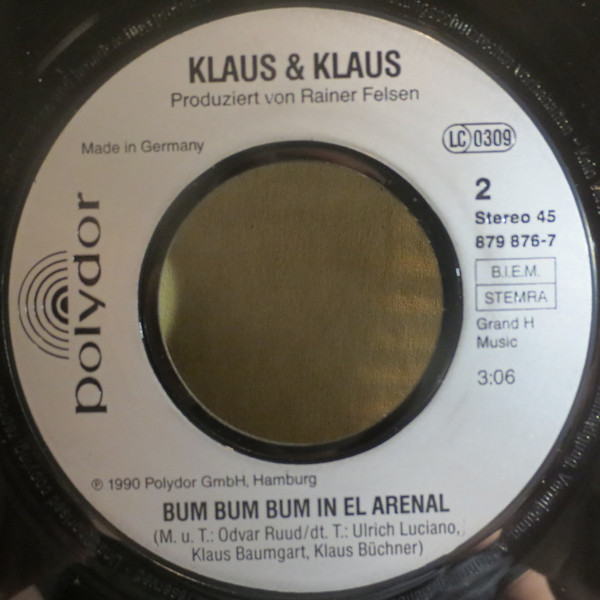 KLAUS & KLAUS
Produziert von Rainer Felsen
Made in Germany
LC 0309
polydor
2
Stereo 45
879 876-7
B.I.E.M.
STEMRA
Grand H
Music
3:06
℗ 1990 Polydor GmbH, Hamburg
BUM BUM BUM IN EL ARENAL
(M. u. T.: Odvar Ruud/dt. T.: Ulrich Luciano,
Klaus Baumgart, Klaus Büchner)